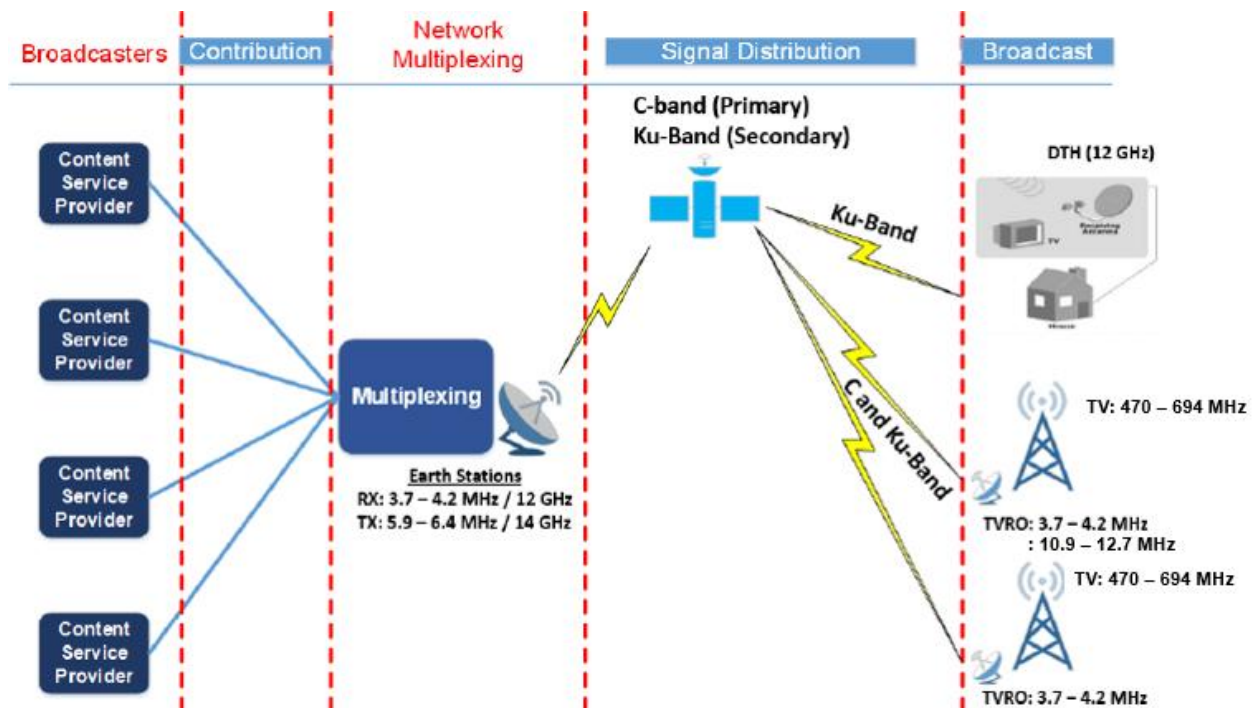 Broadcasters
Contribution
Network
Multiplexing
Signal Distribution
Broadcast
Content
Service
Provider
Content
Service
Provider
Content
Service
Provider
Content
Service
Provider
Multiplexing
Earth Stations
RX: 3.7 – 4.2 MHz / 12 GHz
TX: 5.9 – 6.4 MHz / 14 GHz
C-band (Primary)
Ku-Band (Secondary)
Ku-Band
C and Ku-Band
DTH (12 GHz)
TV
Receiving
Antenna
House
TV: 470 – 694 MHz
TVRO: 3.7 – 4.2 MHz
: 10.9 – 12.7 MHz
TV: 470 – 694 MHz
TVRO: 3.7 – 4.2 MHz